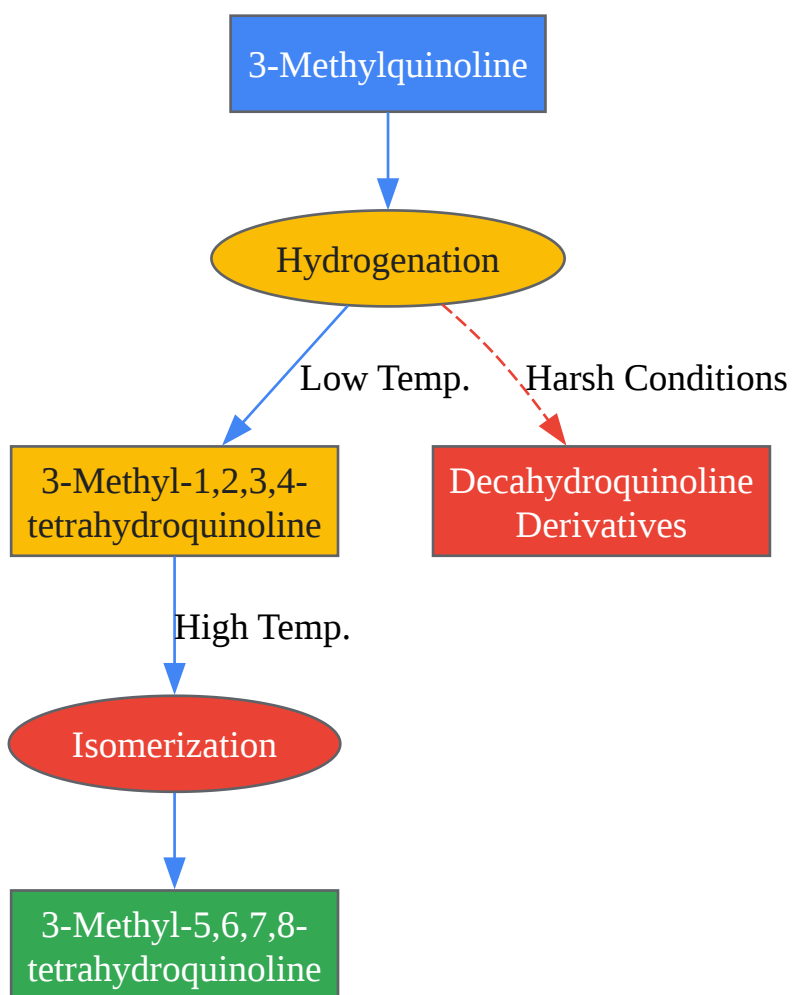 3-Methylquinoline
Hydrogenation
Low Temp.
Harsh Conditions
3-Methyl-1,2,3,4-
tetrahydroquinoline
Decahydroquinoline
Derivatives
High Temp.
Isomerization
3-Methyl-5,6,7,8-
tetrahydroquinoline